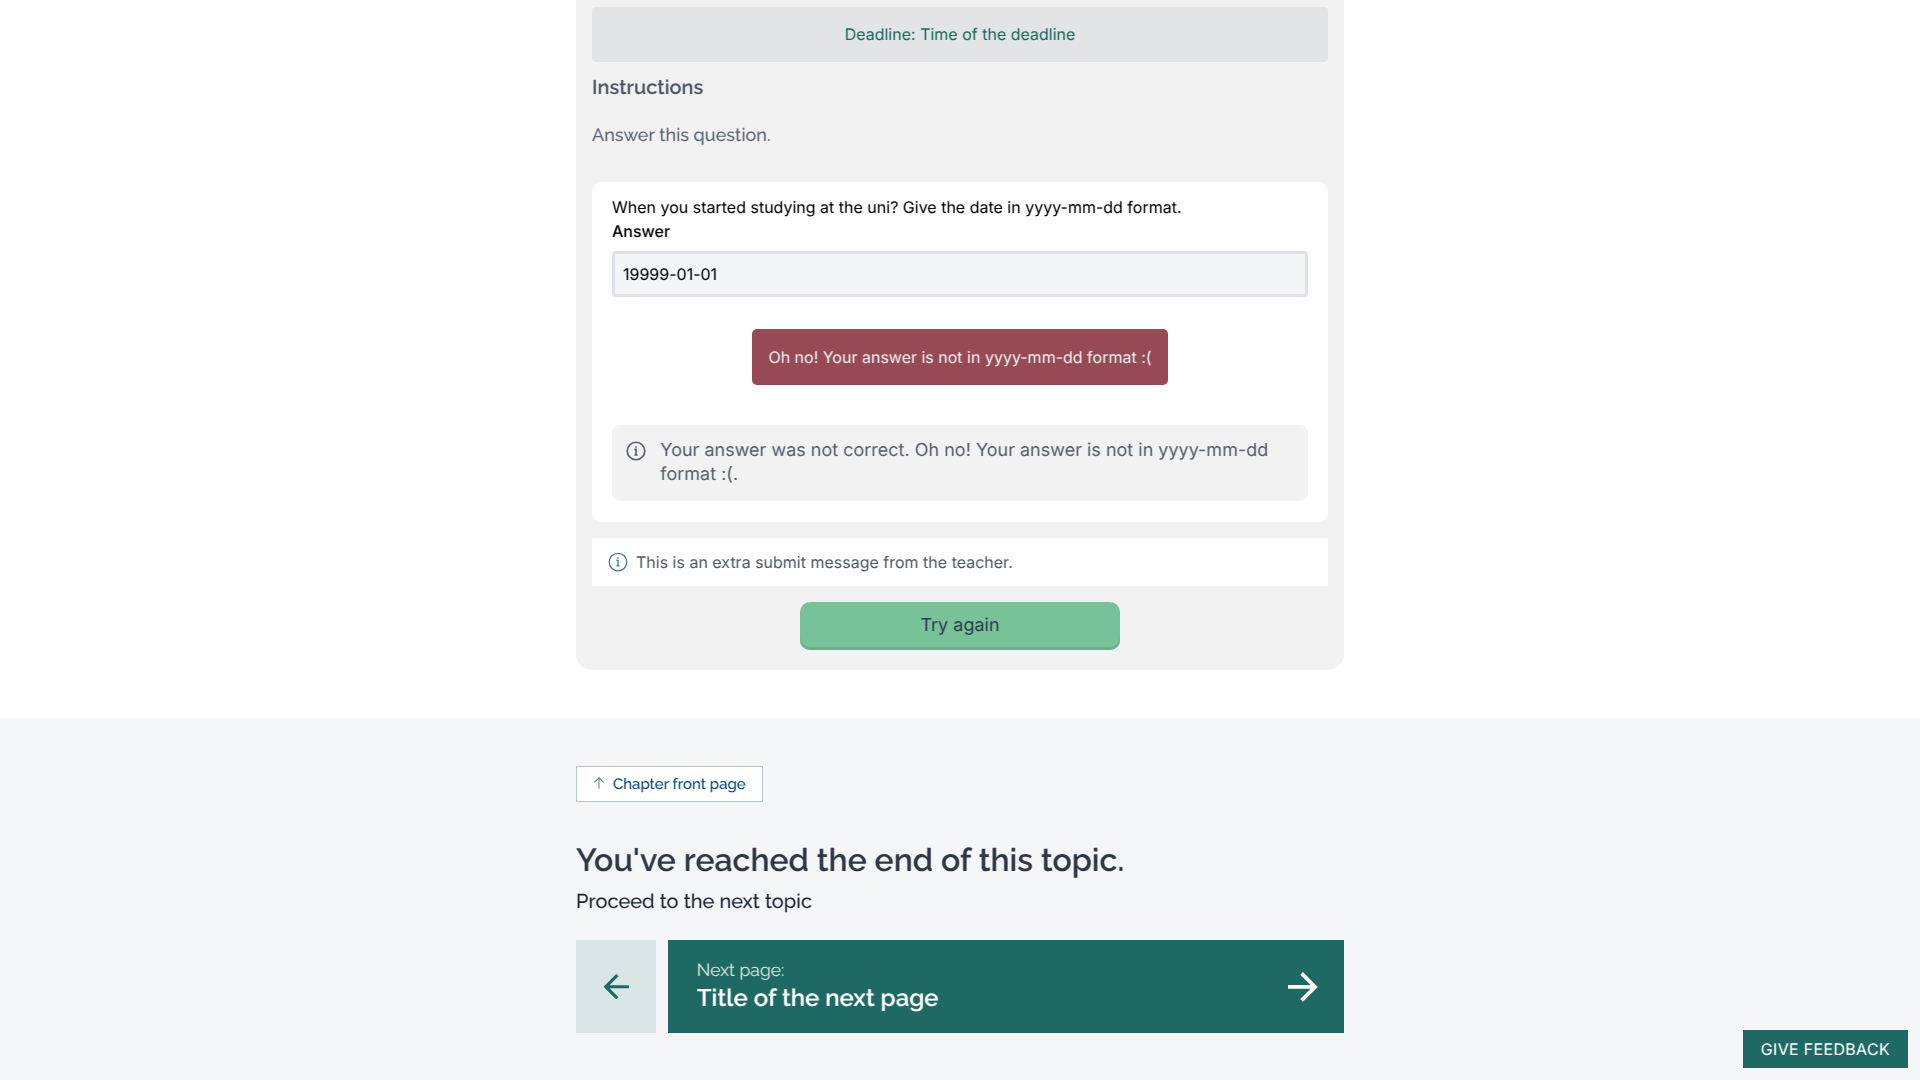 Deadline: Time of the deadline
Instructions
Answer this question.
When you started studying at the uni? Give the date in yyyy-mm-dd format.
Answer
19999-01-01
Oh no! Your answer is not in yyyy-mm-dd format :(
Your answer was not correct. Oh no! Your answer is not in yyyy-mm-dd
format :(.
This is an extra submit message from the teacher.
Try again
Chapter front page
You've reached the end of this topic.
Proceed to the next topic
Next page:
Title of the next page
GIVE FEEDBACK